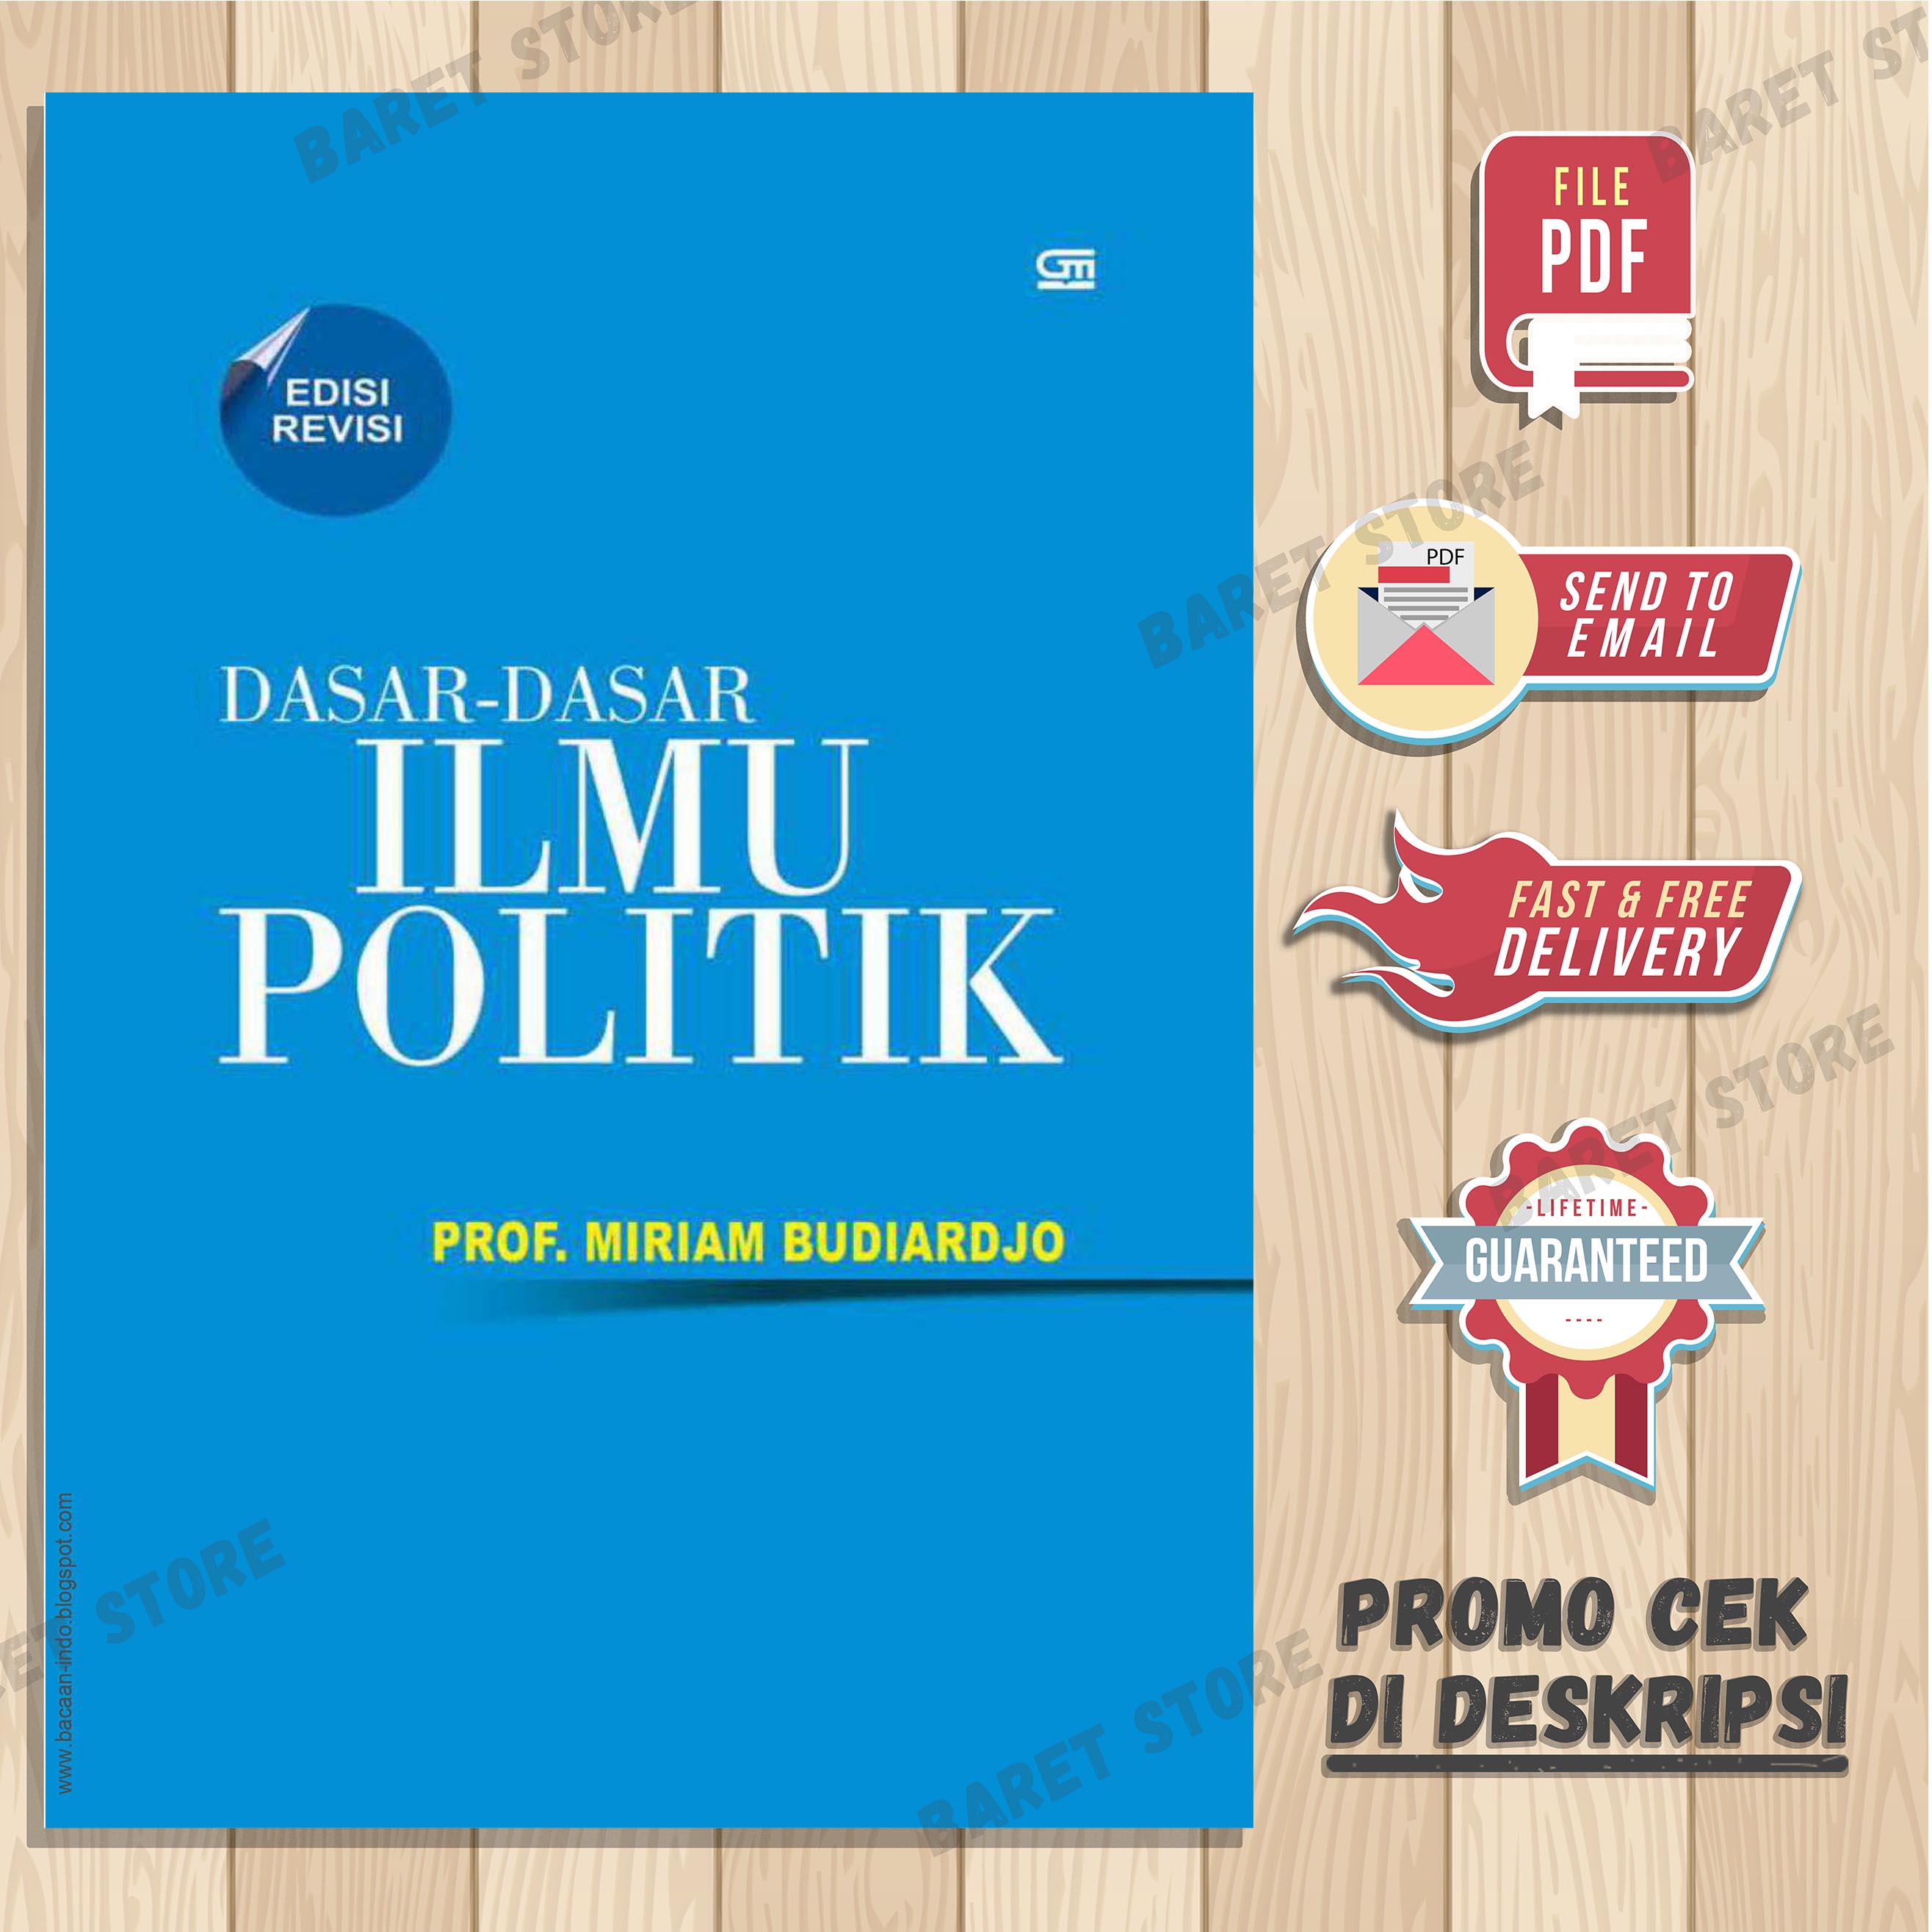 EDISI
REVISI
DASAR-DASAR
ILMU
POLITIK
PROF. MIRIAM BUDIARDJO
www.bacaan-indo.blogspot.com
FILE
PDF
PDF
SEND TO
EMAIL
FAST & FREE
DELIVERY
-LIFETIME-
GUARANTEED
PROMO CEK
DI DESKRIPSI
BARET STORE
BARET ST
BARET STORE
BARET STORE
ET STORE
BARET STORE